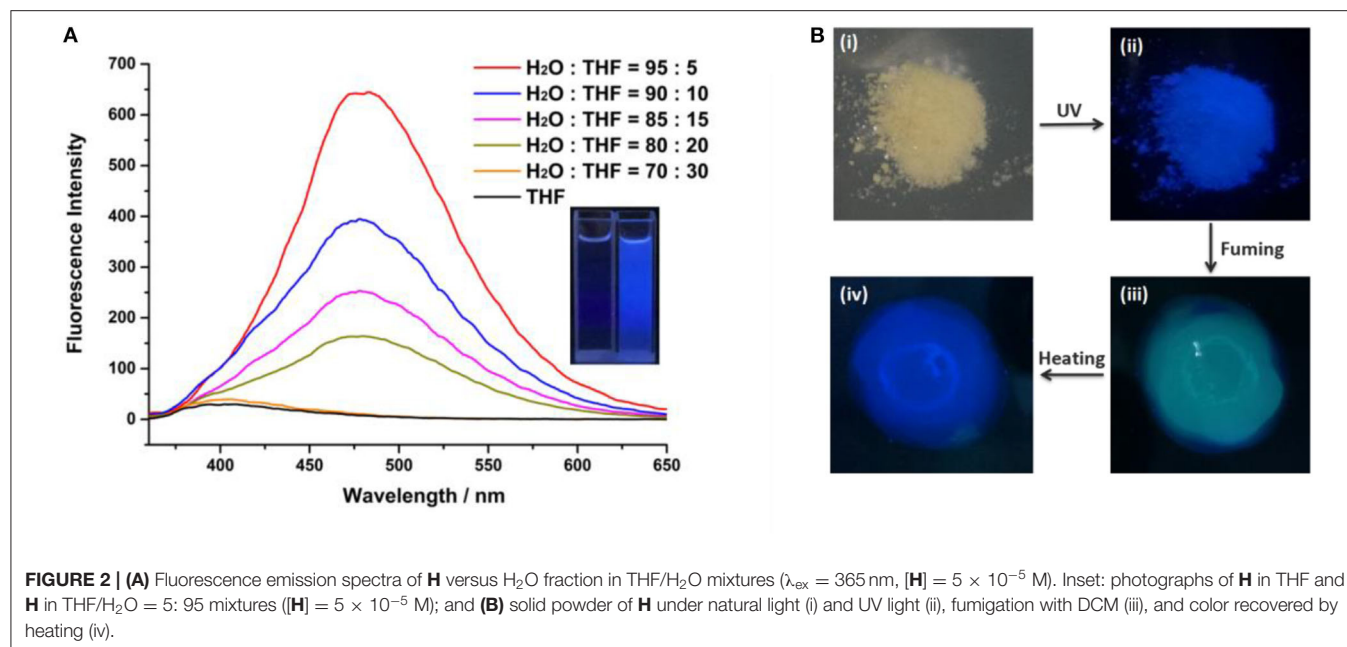 A
700
600
500
400
300
200
100
0
Fluorescence Intensity
400 450 500 550 600 650
Wavelength / nm
H₂O : THF = 95 : 5
H₂O : THF = 90 : 10
H₂O : THF = 85 : 15
H₂O : THF = 80 : 20
H₂O : THF = 70 : 30
THF
B
(i)
UV
(ii)
Fuming
(iii)
Heating
(iv)
FIGURE 2 | (A) Fluorescence emission spectra of H versus H₂O fraction in THF/H₂O mixtures (λex = 365 nm, [H] = 5 × 10⁻⁵ M). Inset: photographs of H in THF and
H in THF/H₂O = 5: 95 mixtures ([H] = 5 × 10⁻⁵ M); and (B) solid powder of H under natural light (i) and UV light (ii), fumigation with DCM (iii), and color recovered by
heating (iv).